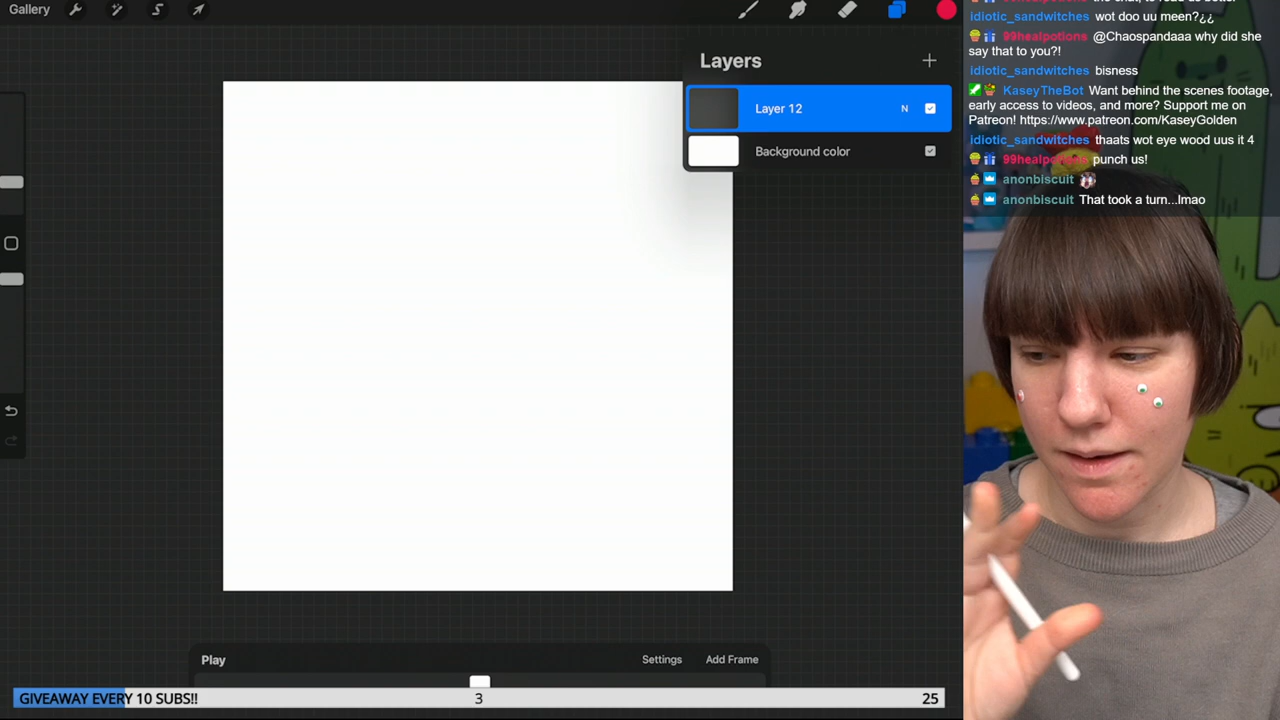 Gallery
Layers
Layer 12 N
Background color
Play Settings Add Frame
GIVEAWAY EVERY 10 SUBS!! 3 25
idiotic_sandwitches wot doo uu meen?¿¿
99healpotions @Chaospandaaa why did she
say that to you?!
idiotic_sandwitches bisness
KaseyTheBot Want behind the scenes footage,
early access to videos, and more? Support me on
Patreon! https://www.patreon.com/KaseyGolden
idiotic_sandwitches thaats wot eye wood uus it 4
99healpotions punch us!
anonbiscuit
anonbiscuit That took a turn...lmao